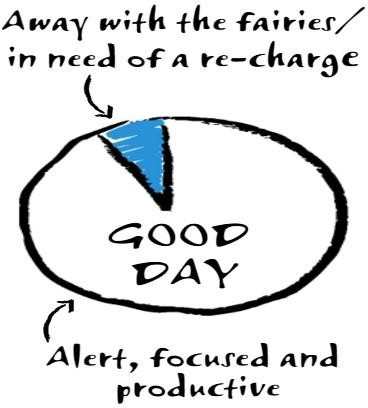 Away with the fairies/
in need of a re-charge
GOOD
DAY
Alert, focused and
productive